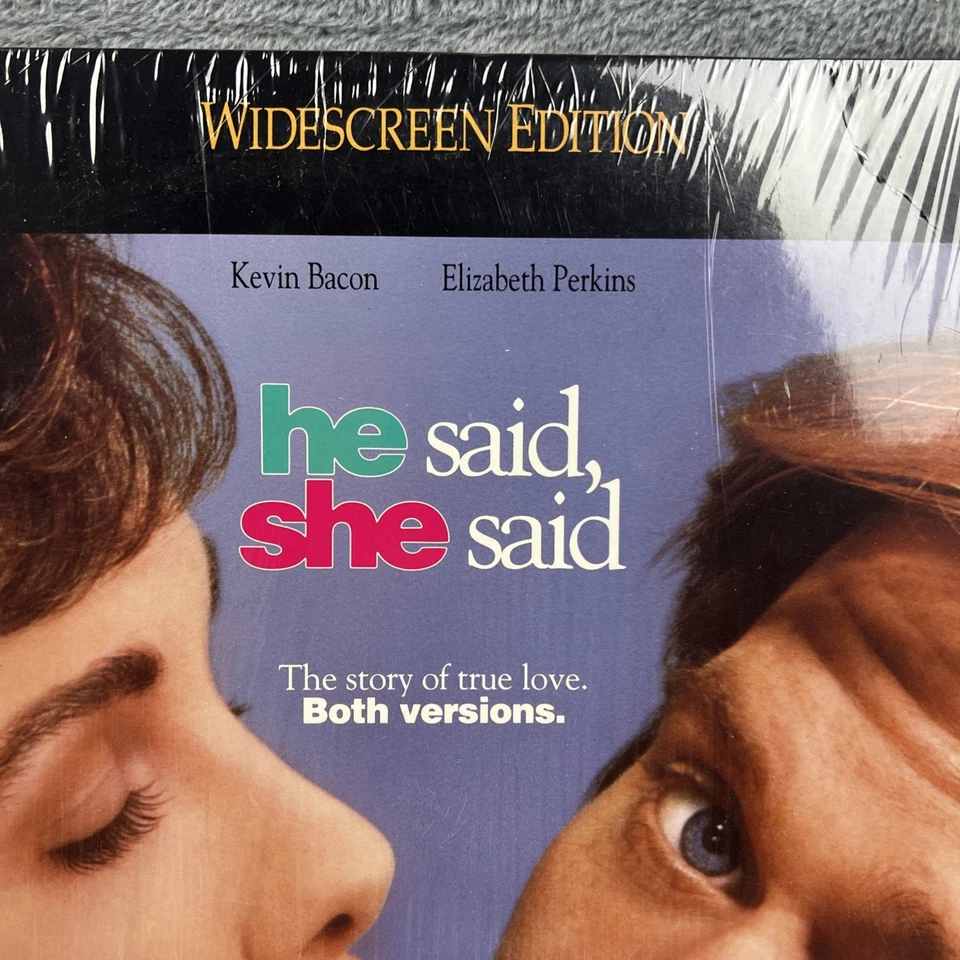 WIDESCREEN EDITION
Kevin Bacon Elizabeth Perkins
he said,
she said
The story of true love.
Both versions.